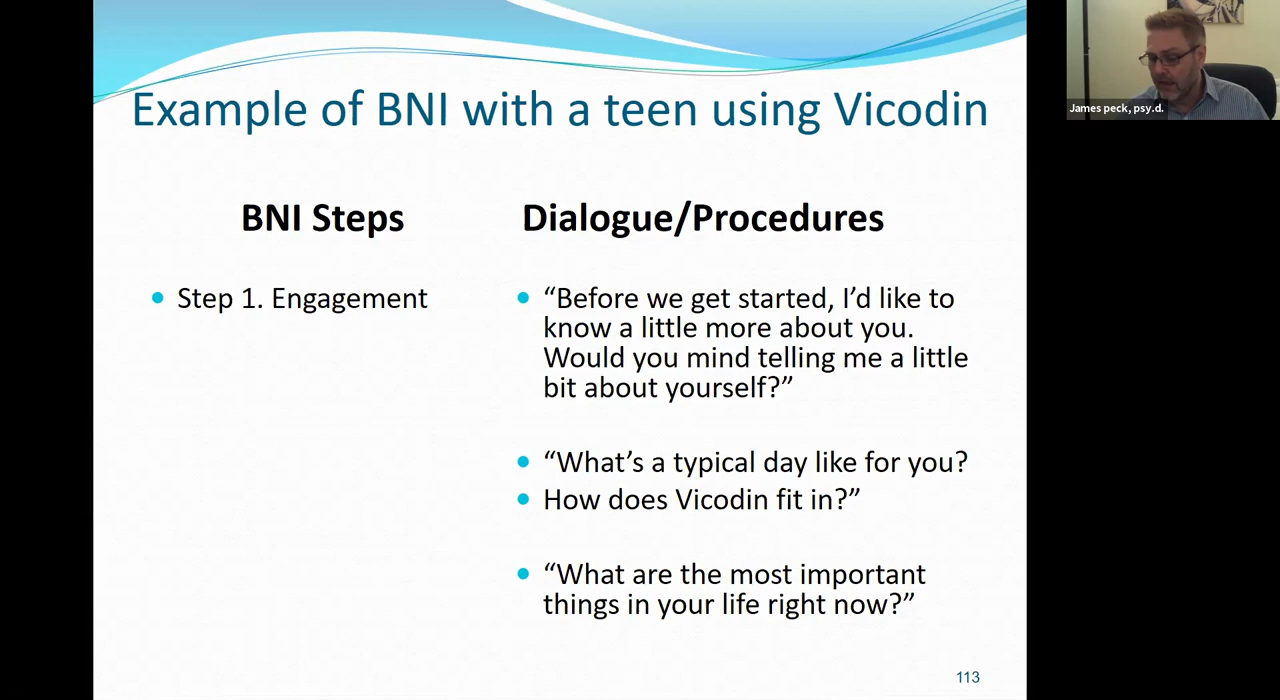 Example of BNI with a teen using Vicodin
BNI Steps
Dialogue/Procedures
• Step 1. Engagement
• “Before we get started, I’d like to
know a little more about you.
Would you mind telling me a little
bit about yourself?”
• “What’s a typical day like for you?
• How does Vicodin fit in?”
• “What are the most important
things in your life right now?”
113
James peck, psy.d.